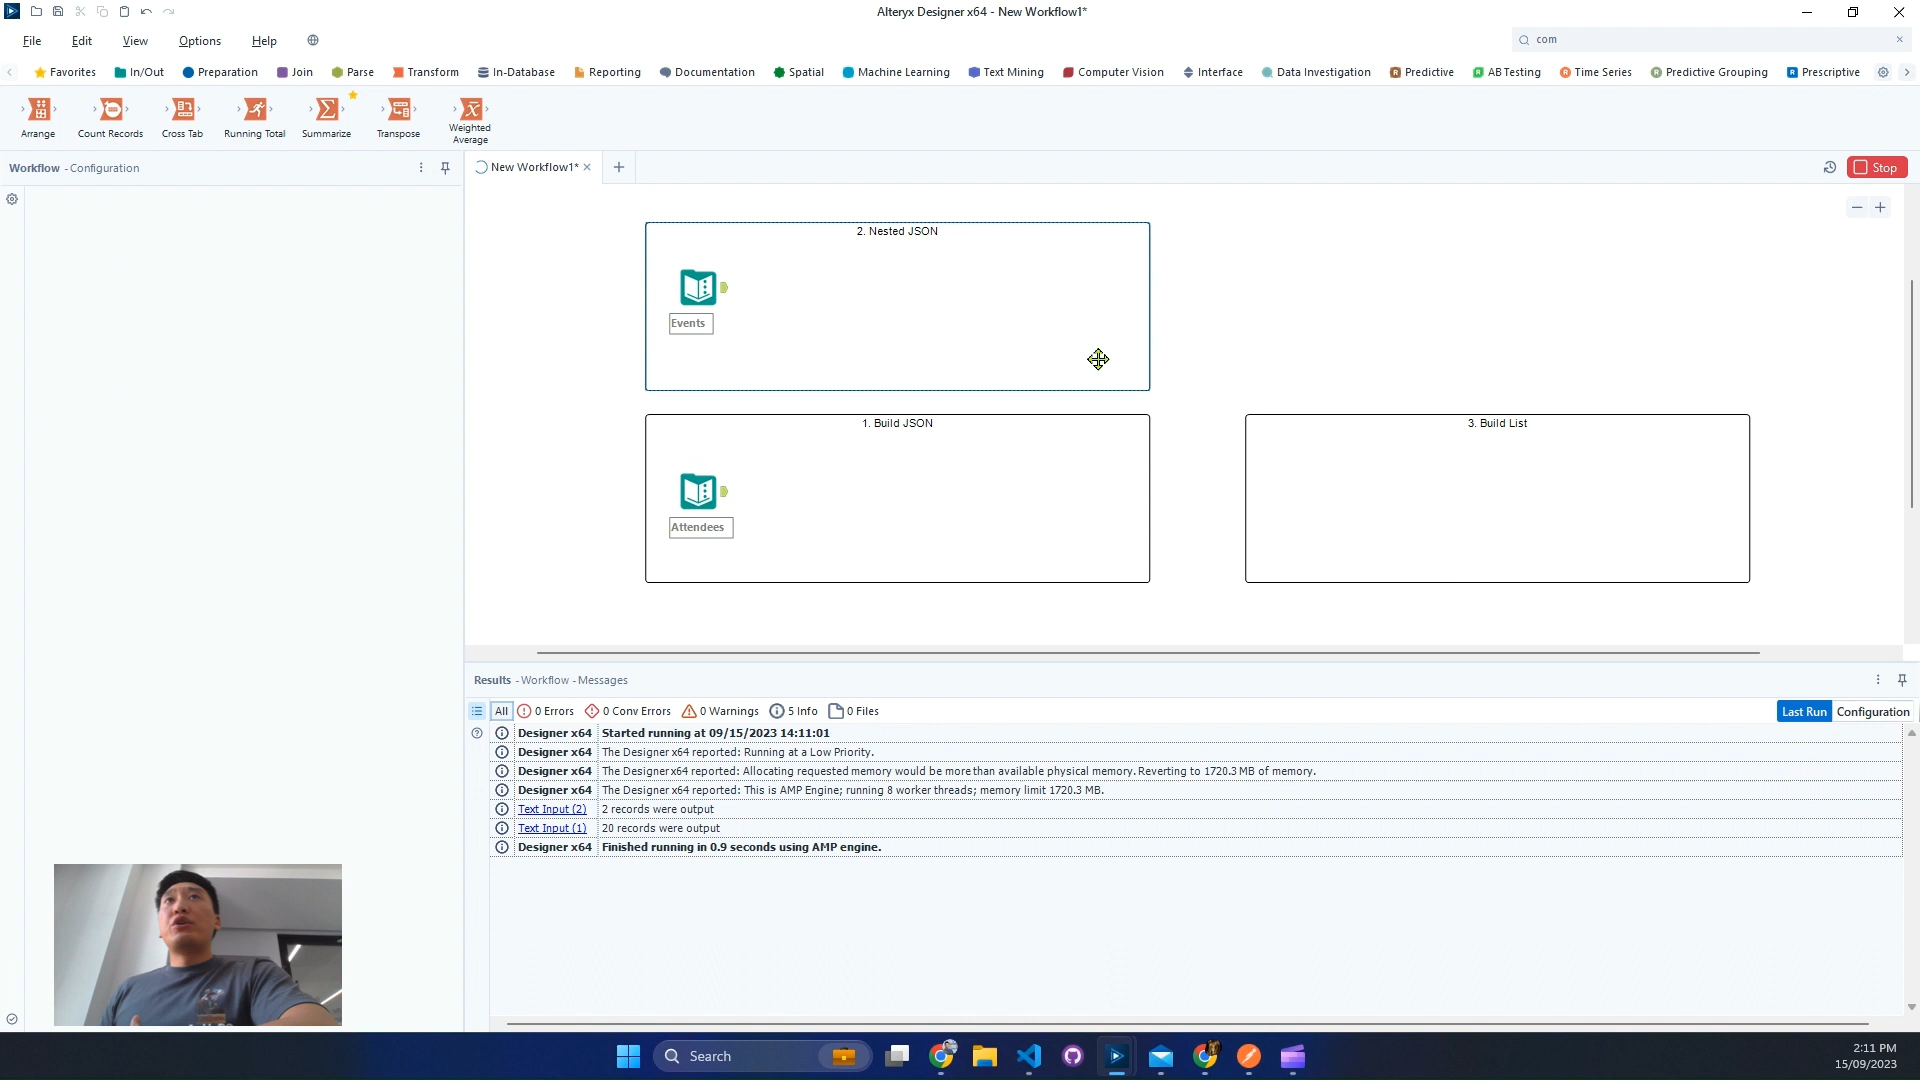 Alteryx Designer x64 - New Workflow1*
File Edit View Options Help
com
Favorites In/Out Preparation Join Parse Transform In-Database Reporting Documentation Spatial Machine Learning Text Mining Computer Vision Interface Data Investigation Predictive AB Testing Time Series Predictive Grouping Prescriptive
Arrange Count Records Cross Tab Running Total Summarize Transpose Weighted
Average
Workflow - Configuration
New Workflow1*
Stop
2. Nested JSON
Events
1. Build JSON
3. Build List
Attendees
Results - Workflow - Messages
All 0 Errors 0 Conv Errors 0 Warnings 5 Info 0 Files Last Run Configuration
Designer x64 Started running at 09/15/2023 14:11:01
Designer x64 The Designer x64 reported: Running at a Low Priority.
Designer x64 The Designer x64 reported: Allocating requested memory would be more than available physical memory. Reverting to 1720.3 MB of memory.
Designer x64 The Designer x64 reported: This is AMP Engine; running 8 worker threads; memory limit 1720.3 MB.
Text Input (2) 2 records were output
Text Input (1) 20 records were output
Designer x64 Finished running in 0.9 seconds using AMP engine.
Search
2:11 PM
15/09/2023